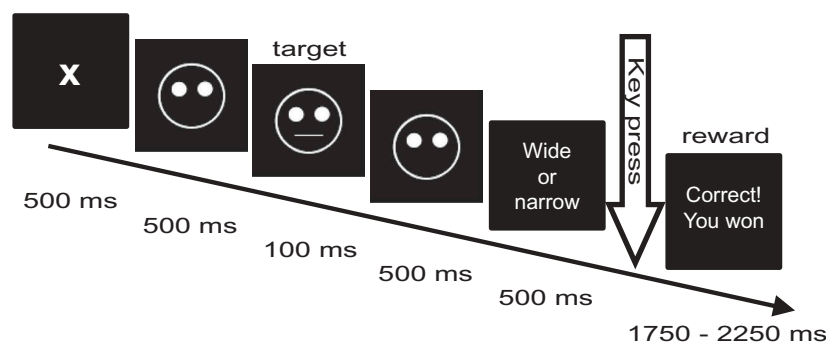 x
target
Wide
or
narrow
Key press
reward
Correct!
You won
500 ms
500 ms
100 ms
500 ms
500 ms
1750 - 2250 ms